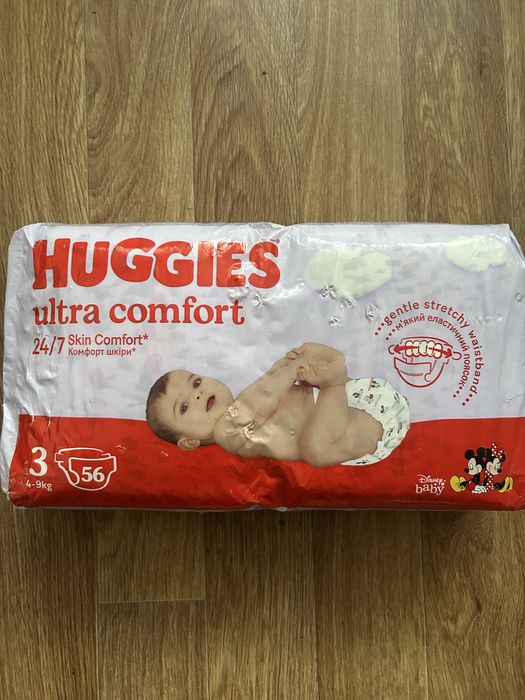 HUGGIES
ultra comfort
24/7 Skin Comfort*
Комфорт шкіри*
...gentle stretchy waistband...
...м'який еластичний поясок...
3
56
4-9kg
Disney
baby